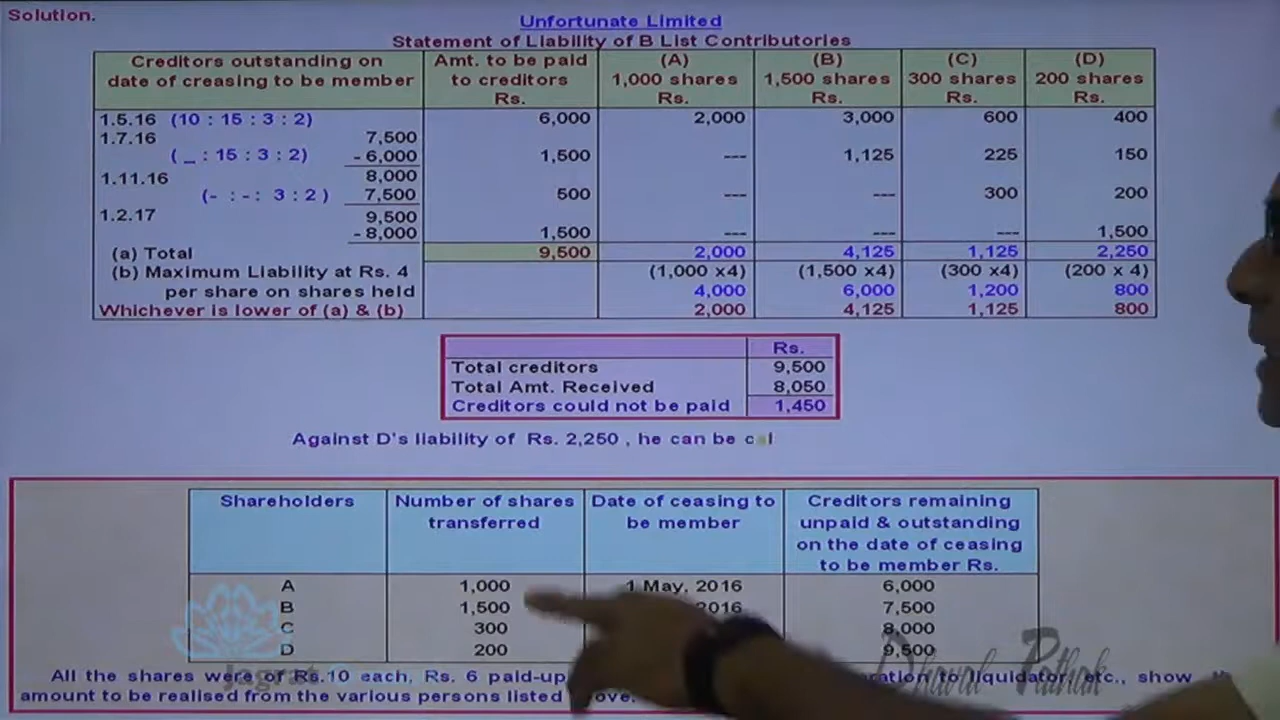 Solution.
Unfortunate Limited
Statement of Liability of B List Contributories
Creditors outstanding on date of creasing to be member | Amt. to be paid to creditors Rs. | (A) 1,000 shares Rs. | (B) 1,500 shares Rs. | (C) 300 shares Rs. | (D) 200 shares Rs.
1.5.16 (10 : 15 : 3 : 2) 6,000 2,000 3,000 600 400
1.7.16 7,500
( _ : 15 : 3 : 2) - 6,000 1,500 --- 1,125 225 150
1.11.16 8,000
(- : -: 3 : 2 ) 7,500 500 --- --- 300 200
1.2.17 9,500
- 8,000 1,500 --- --- --- 1,500
(a) Total 9,500 2,000 4,125 1,125 2,250
(b) Maximum Liability at Rs. 4 (1,000 x4) (1,500 x4) (300 x4) (200 x 4)
per share on shares held 4,000 6,000 1,200 800
Whichever is lower of (a) & (b) 2,000 4,125 1,125 800
Rs.
Total creditors 9,500
Total Amt. Received 8,050
Creditors could not be paid 1,450
Against D's liability of Rs. 2,250 , he can be cal
Shareholders | Number of shares transferred | Date of ceasing to be member | Creditors remaining unpaid & outstanding on the date of ceasing to be member Rs.
A 1,000 1 May, 2016 6,000
B 1,500 2016 7,500
C 300 8,000
D 200 9,500
All the shares were of Rs.10 each, Rs. 6 paid-up, to liquidator, etc., show
amount to be realised from the various persons listed
Jagrat
Dhaval Pathak